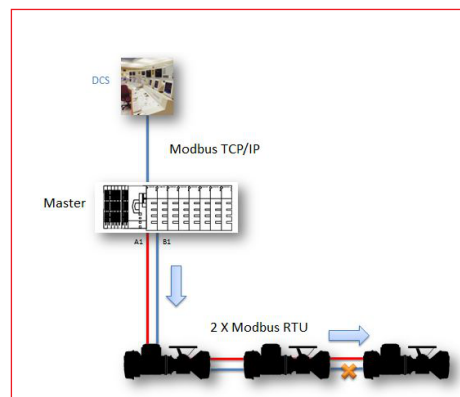 DCS
Modbus TCP/IP
Master
A1 B1
2 X Modbus RTU